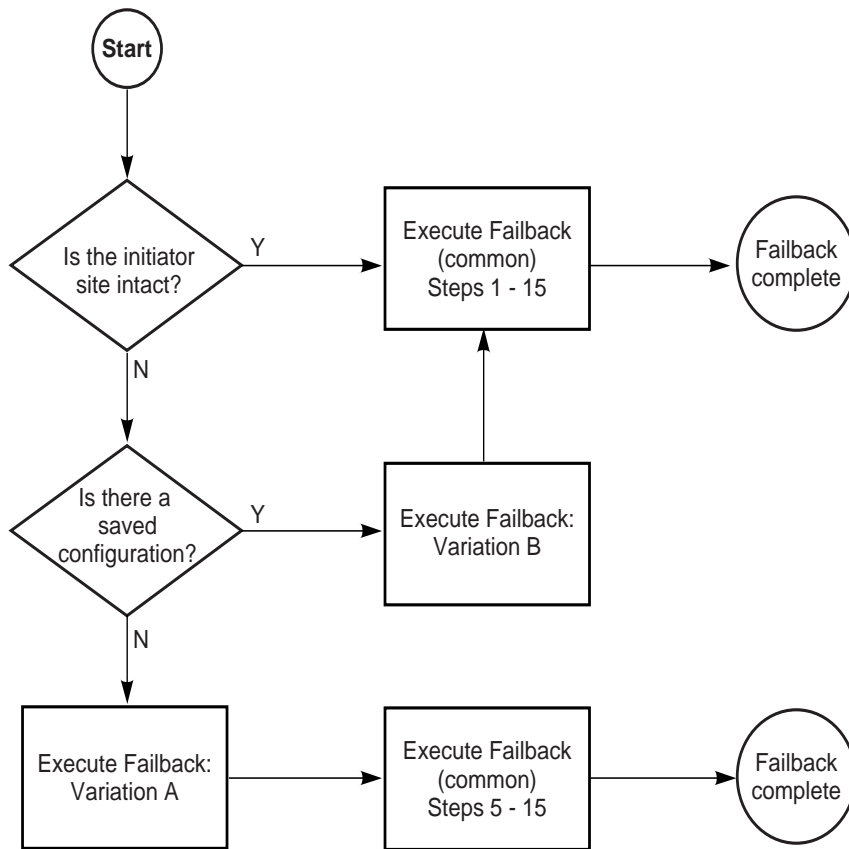 Start
Is the initiator
site intact?
Y
Execute Failback
(common)
Steps 1 - 15
Failback
complete
N
Is there a
saved
configuration?
Y
Execute Failback:
Variation B
N
Execute Failback:
Variation A
Execute Failback
(common)
Steps 5 - 15
Failback
complete